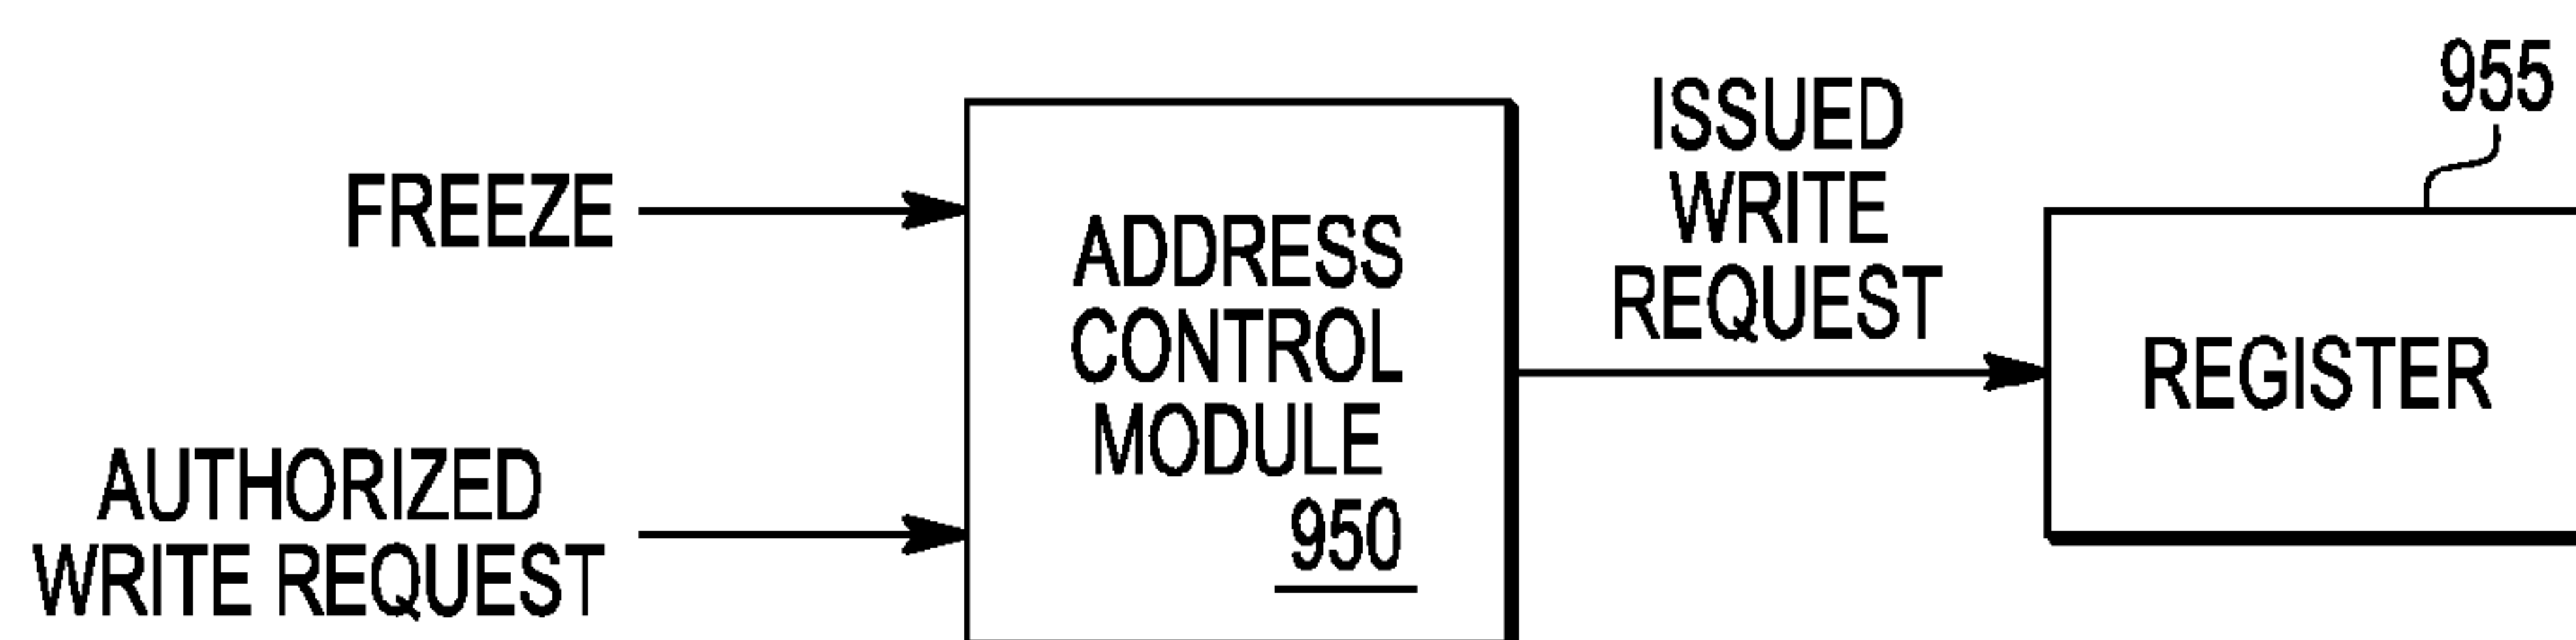 FREEZE
AUTHORIZED
WRITE REQUEST
ADDRESS
CONTROL
MODULE
950
ISSUED
WRITE
REQUEST
955
REGISTER